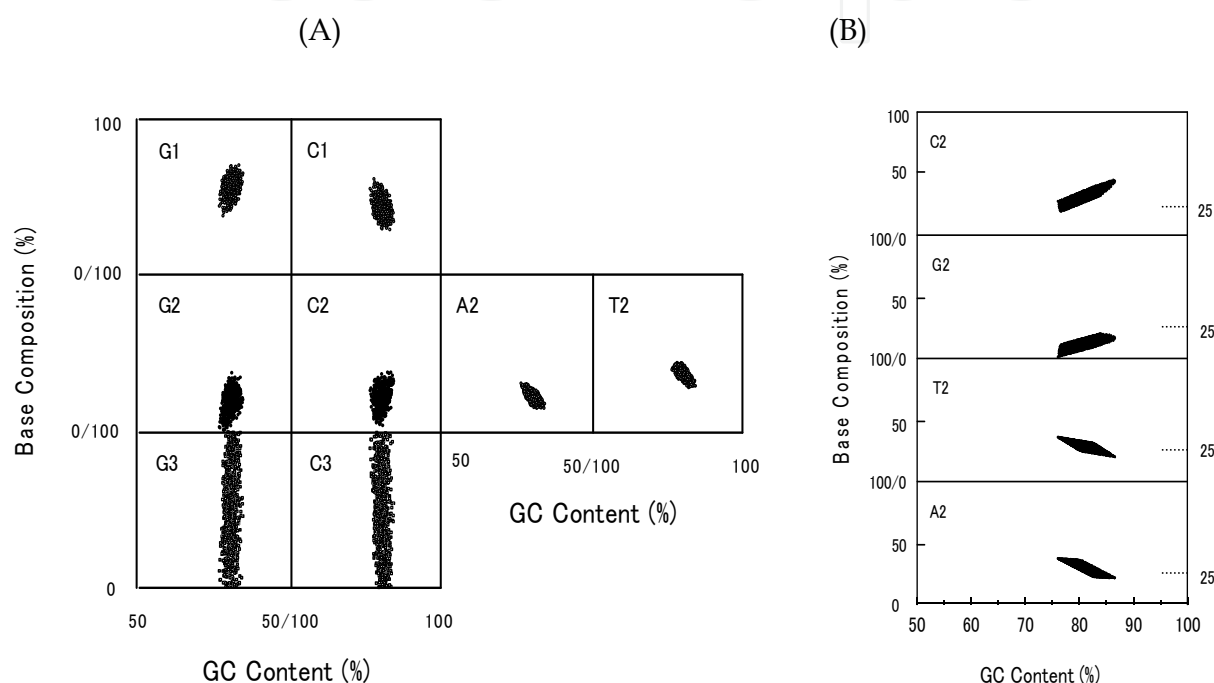 (A)
100
G1
C1
0/100
G2
C2
A2
T2
0/100
G3
C3
50
50/100
100
GC Content (%)
0
50
50/100
100
GC Content (%)
Base Composition (%)
(B)
100
C2
50
25
100/0
G2
50
25
100/0
T2
50
25
100/0
A2
50
25
0
50 60 70 80 90 100
GC Content (%)
Base Composition (%)